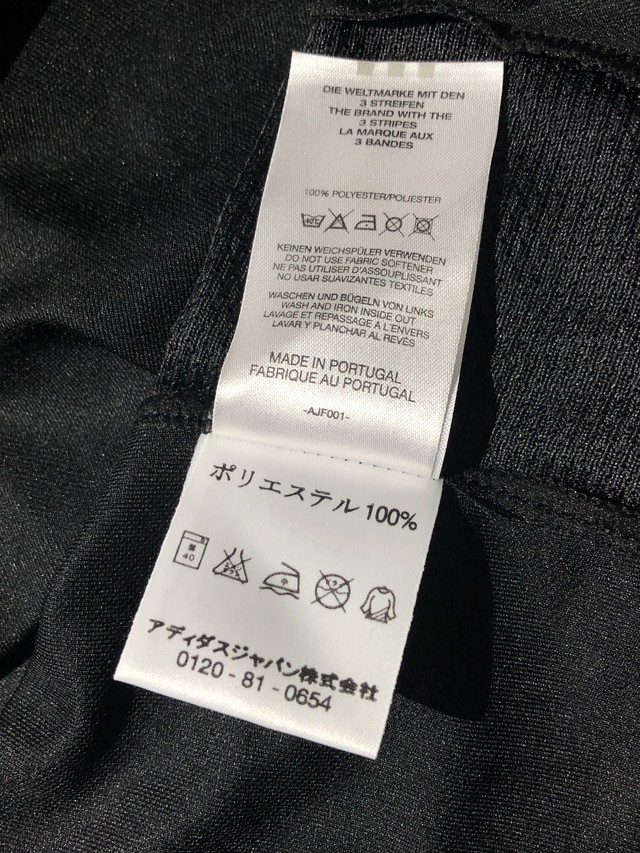 DIE WELTMARKE MIT DEN
3 STREIFEN
THE BRAND WITH THE
3 STRIPES
LA MARQUE AUX
3 BANDES
100% POLYESTER/POLIESTER
KEINEN WEICHSPÜLER VERWENDEN
DO NOT USE FABRIC SOFTENER
NE PAS UTILISER D'ASSOUPLISSANT
NO USAR SUAVIZANTES TEXTILES
WASCHEN UND BÜGELN VON LINKS
WASH AND IRON INSIDE OUT
LAVAGE ET REPASSAGE A L'ENVERS
LAVAR Y PLANCHAR AL REVÉS
MADE IN PORTUGAL
FABRIQUE AU PORTUGAL
-AJF001-
ポリエステル 100%
40
中
アディダスジャパン株式会社
0120-81-0654